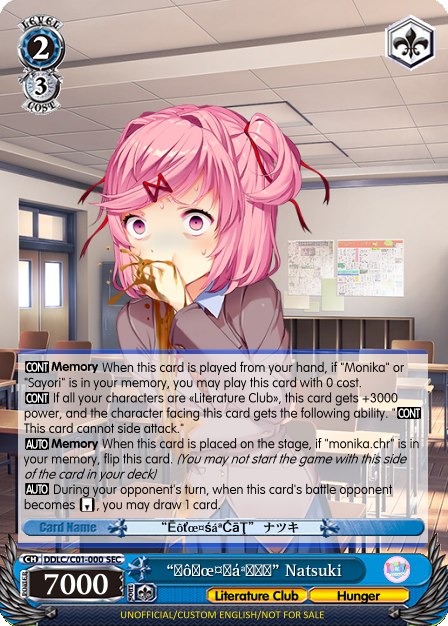 LEVEL
2
3
COST
CONT Memory When this card is played from your hand, if "Monika" or
"Sayori" is in your memory, you may play this card with 0 cost.
CONT If all your characters are «Literature Club», this card gets +3000
power, and the character facing this card gets the following ability. "CONT
This card cannot side attack."
AUTO Memory When this card is placed on the stage, if "monika.chr" is in
your memory, flip this card. (You may not start the game with this side
of the card in your deck)
AUTO During your opponent's turn, when this card's battle opponent
becomes , you may draw 1 card.
Card Name
ナツキ
CH DDLC/C01-000 SEC
Natsuki
POWER 7000 SOUL
Literature Club Hunger
UNOFFICIAL/CUSTOM ENGLISH/NOT FOR SALE